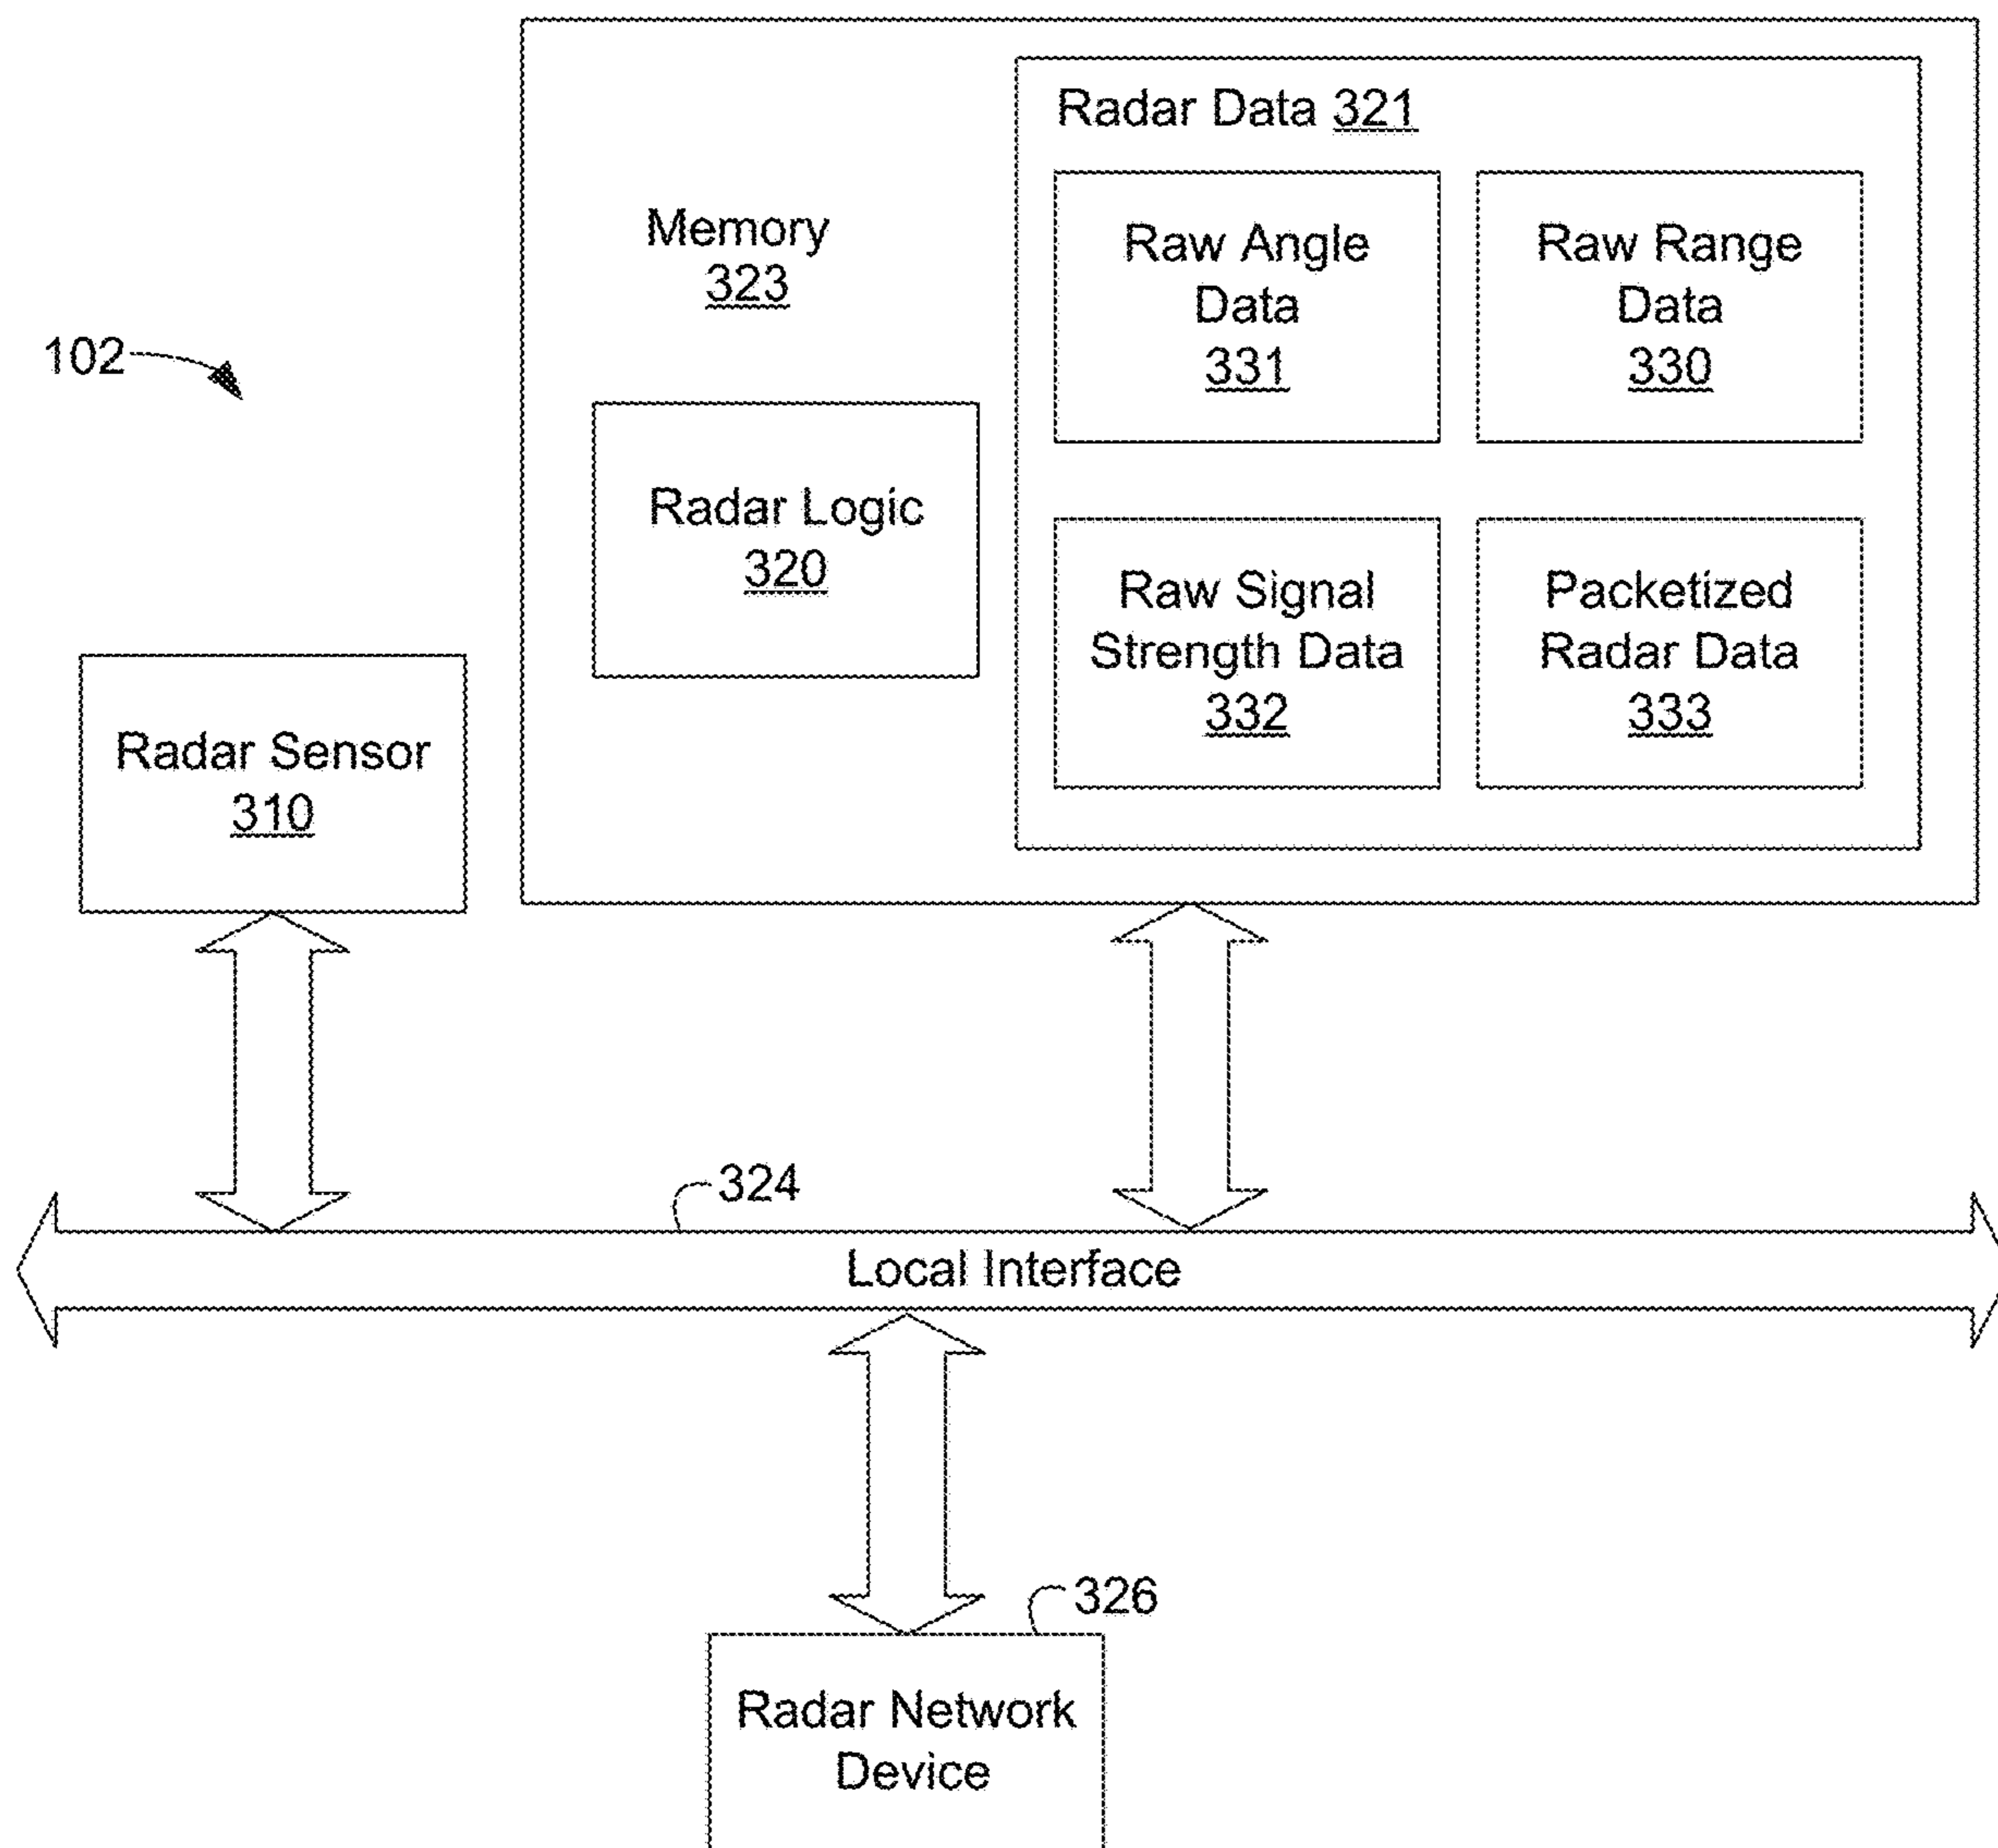 Radar Data 321
Memory
323
Raw Angle
Data
331
Raw Range
Data
330
102
Radar Logic
320
Raw Signal
Strength Data
332
Packetized
Radar Data
333
Radar Sensor
310
324
Local Interface
326
Radar Network
Device